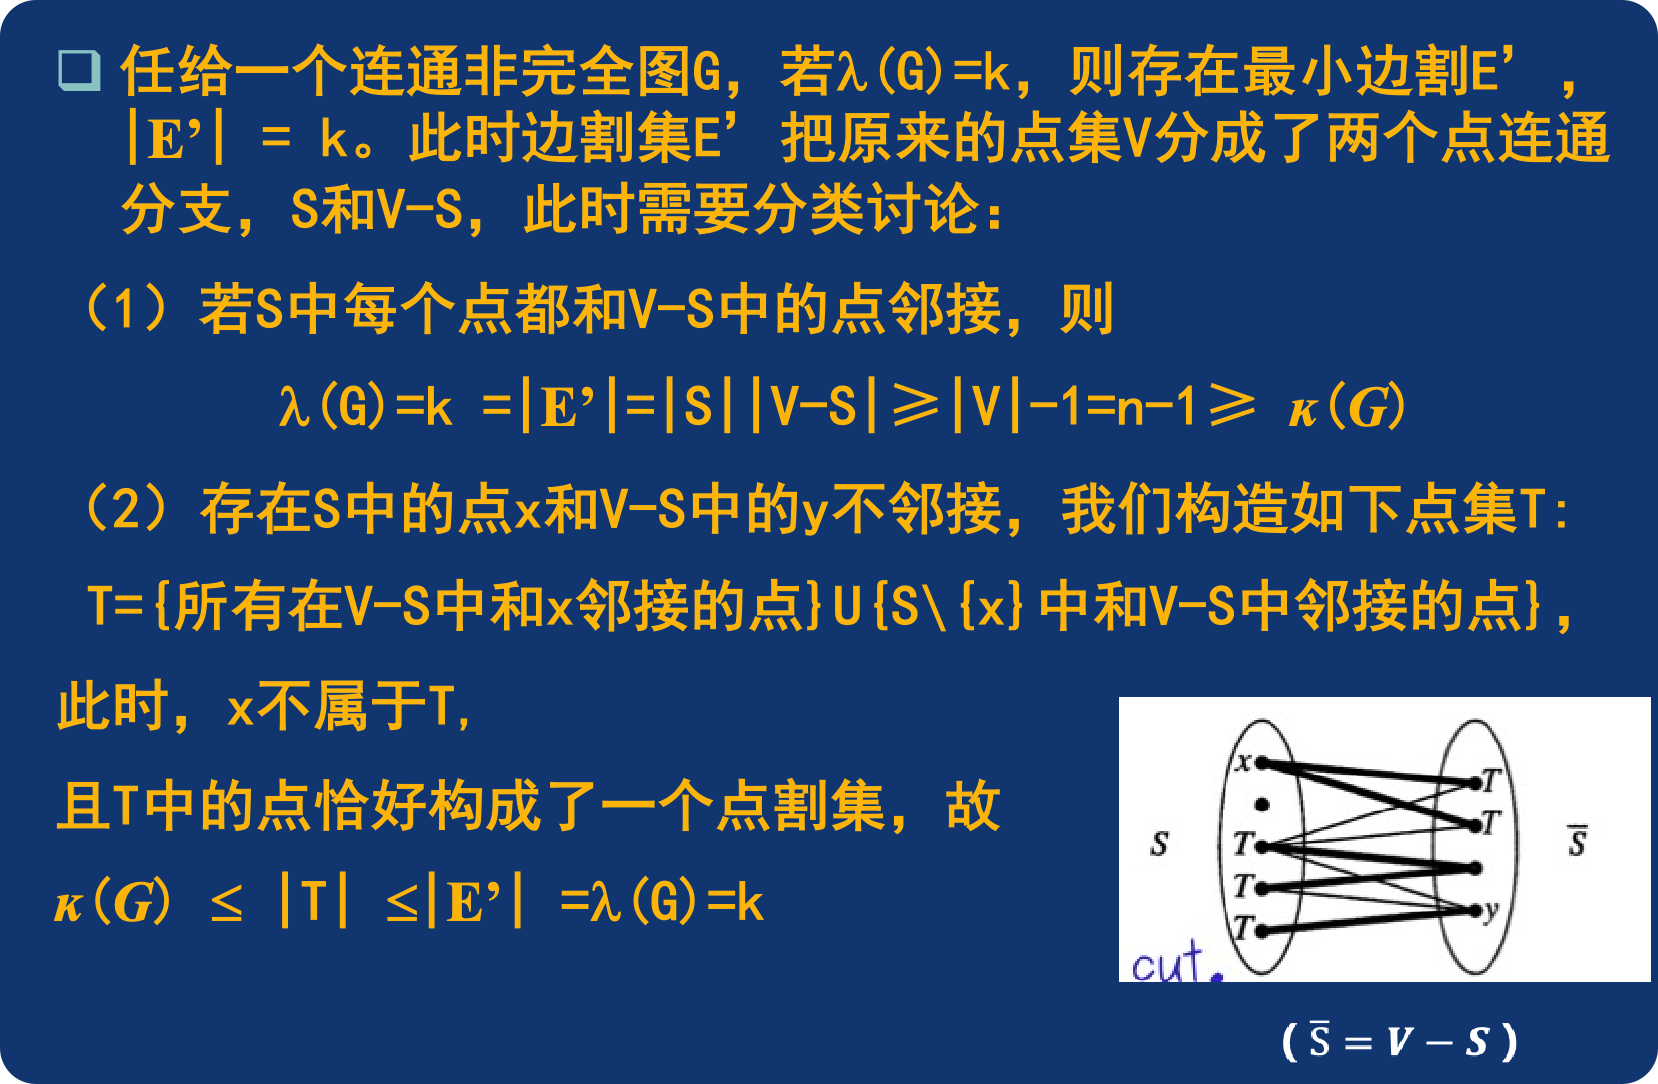 ❑ 任给一个连通非完全图G，若λ(G)=k，则存在最小边割E’，
|E’| = k。此时边割集E’把原来的点集V分成了两个点连通
分支，S和V-S，此时需要分类讨论：
（1）若S中每个点都和V-S中的点邻接，则
λ(G)=k =|E’|=|S||V-S|≥|V|-1=n-1≥ κ(G)
（2）存在S中的点x和V-S中的y不邻接，我们构造如下点集T:
T={所有在V-S中和x邻接的点}U{S\{x}中和V-S中邻接的点}，
此时，x不属于T,
且T中的点恰好构成了一个点割集，故
κ(G) ≤ |T| ≤|E’| =λ(G)=k
x
T
T
S
T
S̅
T
y
T
cut.
( S̅ = V − S )